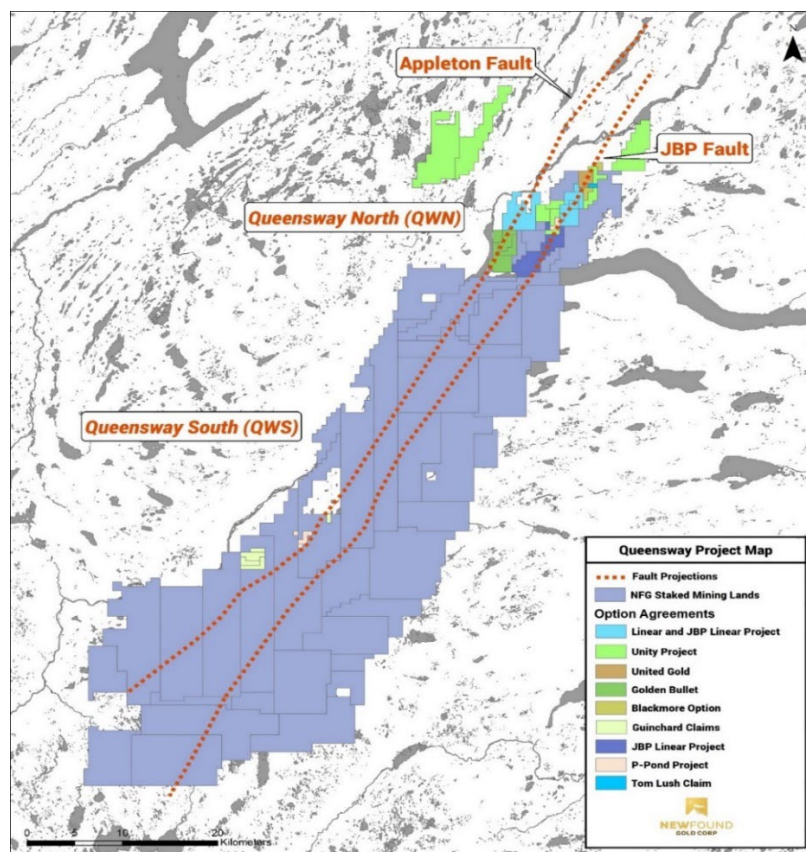 Appleton Fault
JBP Fault
Queensway North (QWN)
Queensway South (QWS)
Queensway Project Map
Fault Projections
NFG Staked Mining Lands
Option Agreements
Linear and JBP Linear Project
Unity Project
United Gold
Golden Bullet
Blackmore Option
Guinchard Claims
JBP Linear Project
P-Pond Project
Tom Lush Claim
NEWFOUND
GOLD CORP
0 5 10 20
Kilometers